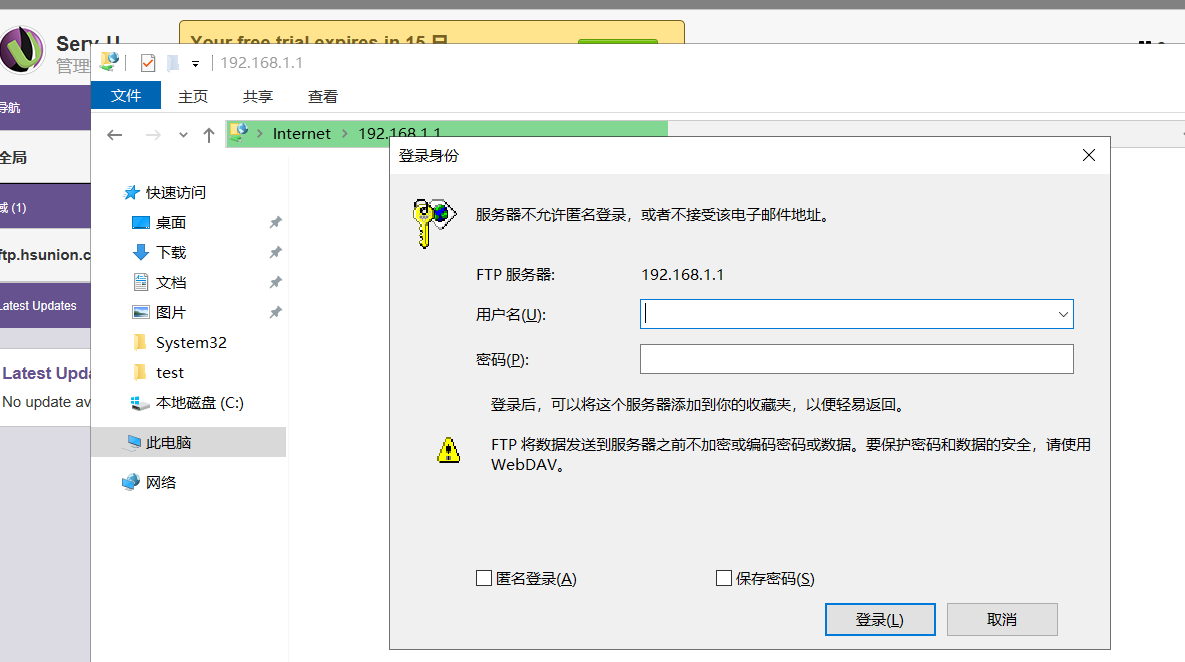 Serv-U
Your free trial expires in 15 日
管理
192.168.1.1
文件
主页
共享
查看
导航
Internet
192.168.1.1
全局
域 (1)
ftp.hsunion.c
Latest Updates
Latest Upda
No update av
快速访问
桌面
下载
文档
图片
System32
test
本地磁盘 (C:)
此电脑
网络
登录身份
服务器不允许匿名登录，或者不接受该电子邮件地址。
FTP 服务器:
192.168.1.1
用户名(U):
密码(P):
登录后，可以将这个服务器添加到你的收藏夹，以便轻易返回。
FTP 将数据发送到服务器之前不加密或编码密码或数据。要保护密码和数据的安全，请使用
WebDAV。
匿名登录(A)
保存密码(S)
登录(L)
取消